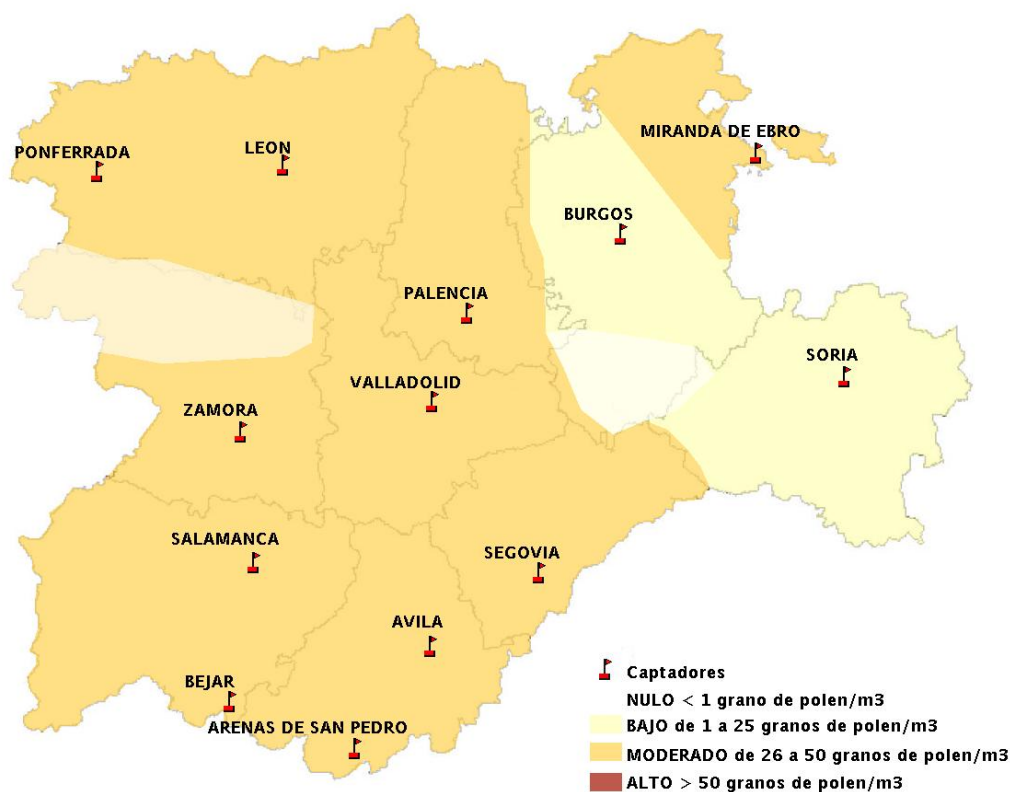 MIRANDA DE EBRO
PONFERRADA
LEON
BURGOS
PALENCIA
SORIA
VALLADOLID
ZAMORA
SALAMANCA
SEGOVIA
AVILA
BEJAR
ARENAS DE SAN PEDRO
Captadores
NULO < 1 grano de polen/m3
BAJO de 1 a 25 granos de polen/m3
MODERADO de 26 a 50 granos de polen/m3
ALTO > 50 granos de polen/m3